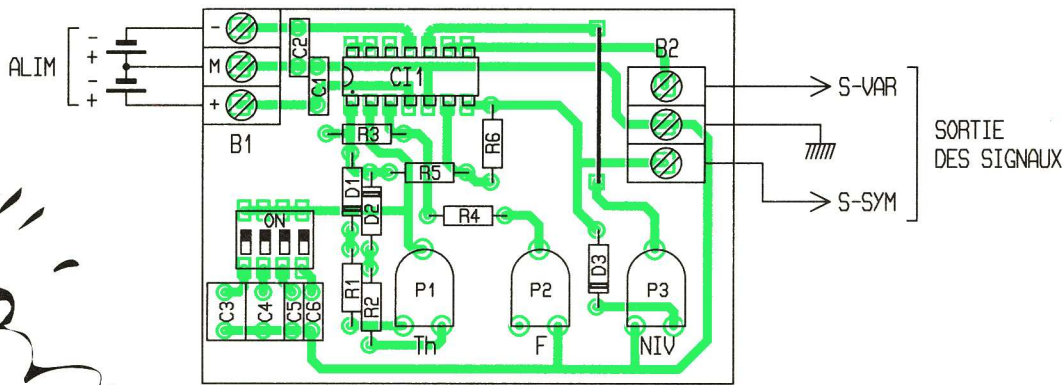 ALIM
- + - +
- M +
B1
C2
C1
CI1
B2
S-VAR
S-SYM
SORTIE
DES SIGNAUX
R3
R6
R5
D1
D2
R4
ON
C3 C4 C5 C6
R1
R2
P1
P2
D3
P3
Th
F
NIV